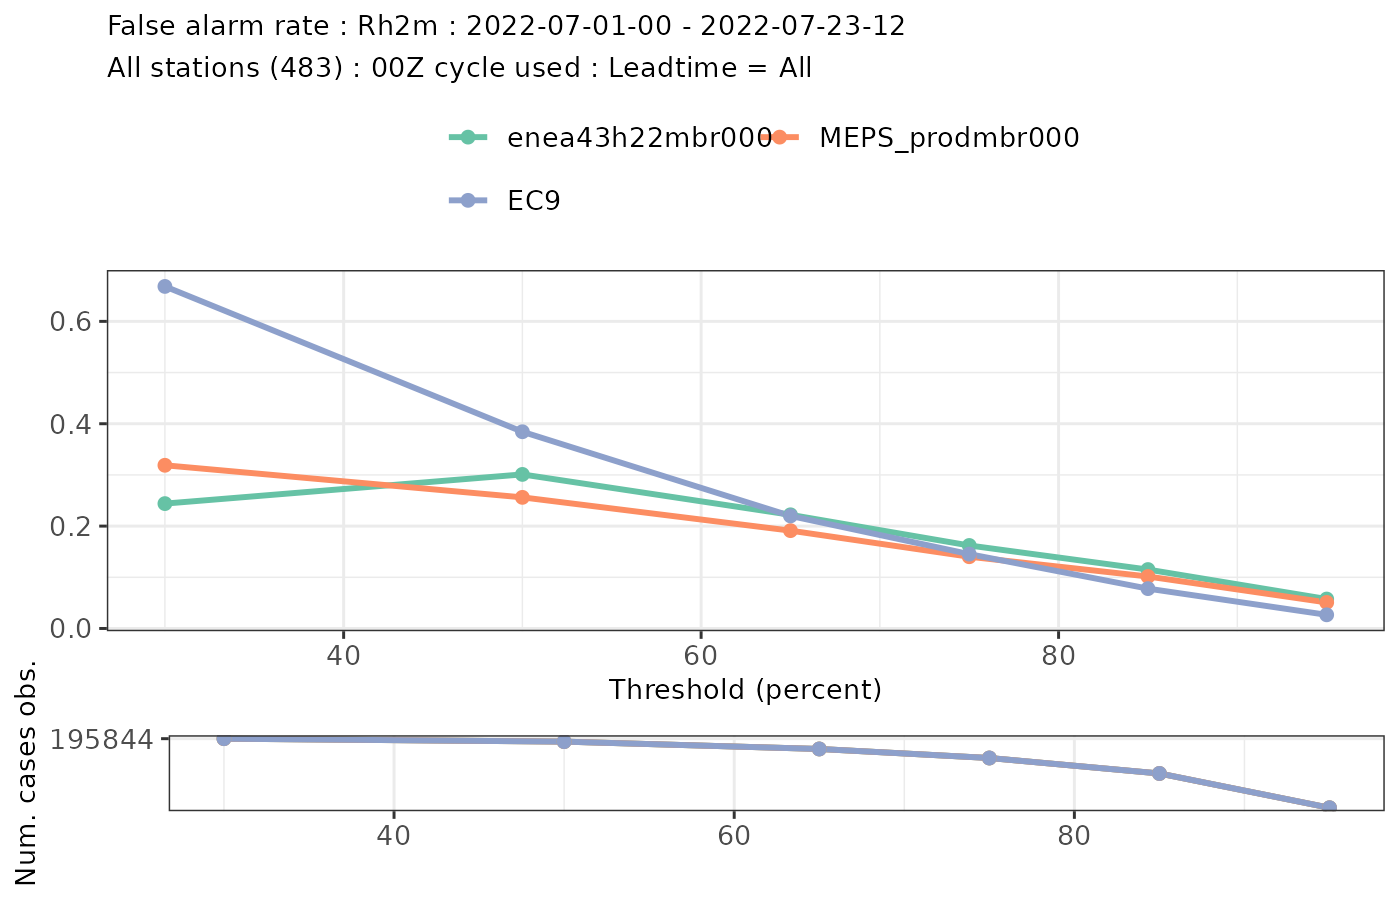 False alarm rate : Rh2m : 2022-07-01-00 - 2022-07-23-12
All stations (483) : 00Z cycle used : Leadtime = All
enea43h22mbr000 MEPS_prodmbr000
EC9
0.6
0.4
0.2
0.0
40 60 80
Threshold (percent)
Num. cases obs.
195844
40 60 80